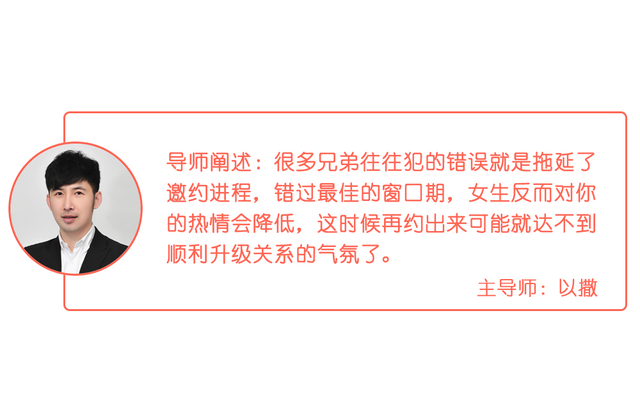 导师阐述：很多兄弟往往犯的错误就是拖延了
邀约进程，错过最佳的窗口期，女生反而对你
的热情会降低，这时候再约出来可能就达不到
顺利升级关系的气氛了。
主导师：以撒